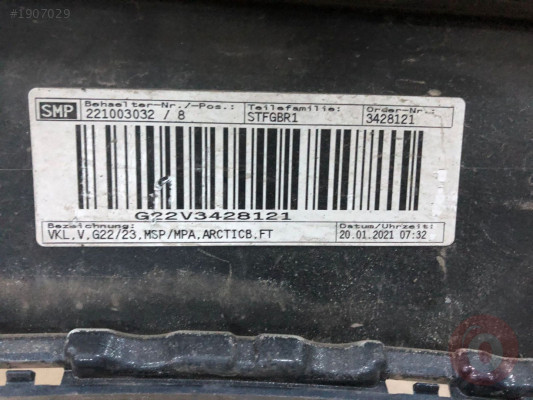 #1907029
SMP
Behaelter-Nr./-Pos.: Teilefamilie: Order-Nr.:
221003032 / 8 STFGBR1 3428121
G22V3428121
Bezeichnung: Datum/Uhrzeit:
VKL,V,G22/23,MSP/MPA,ARCTICB,FT 20.01.2021 07:32